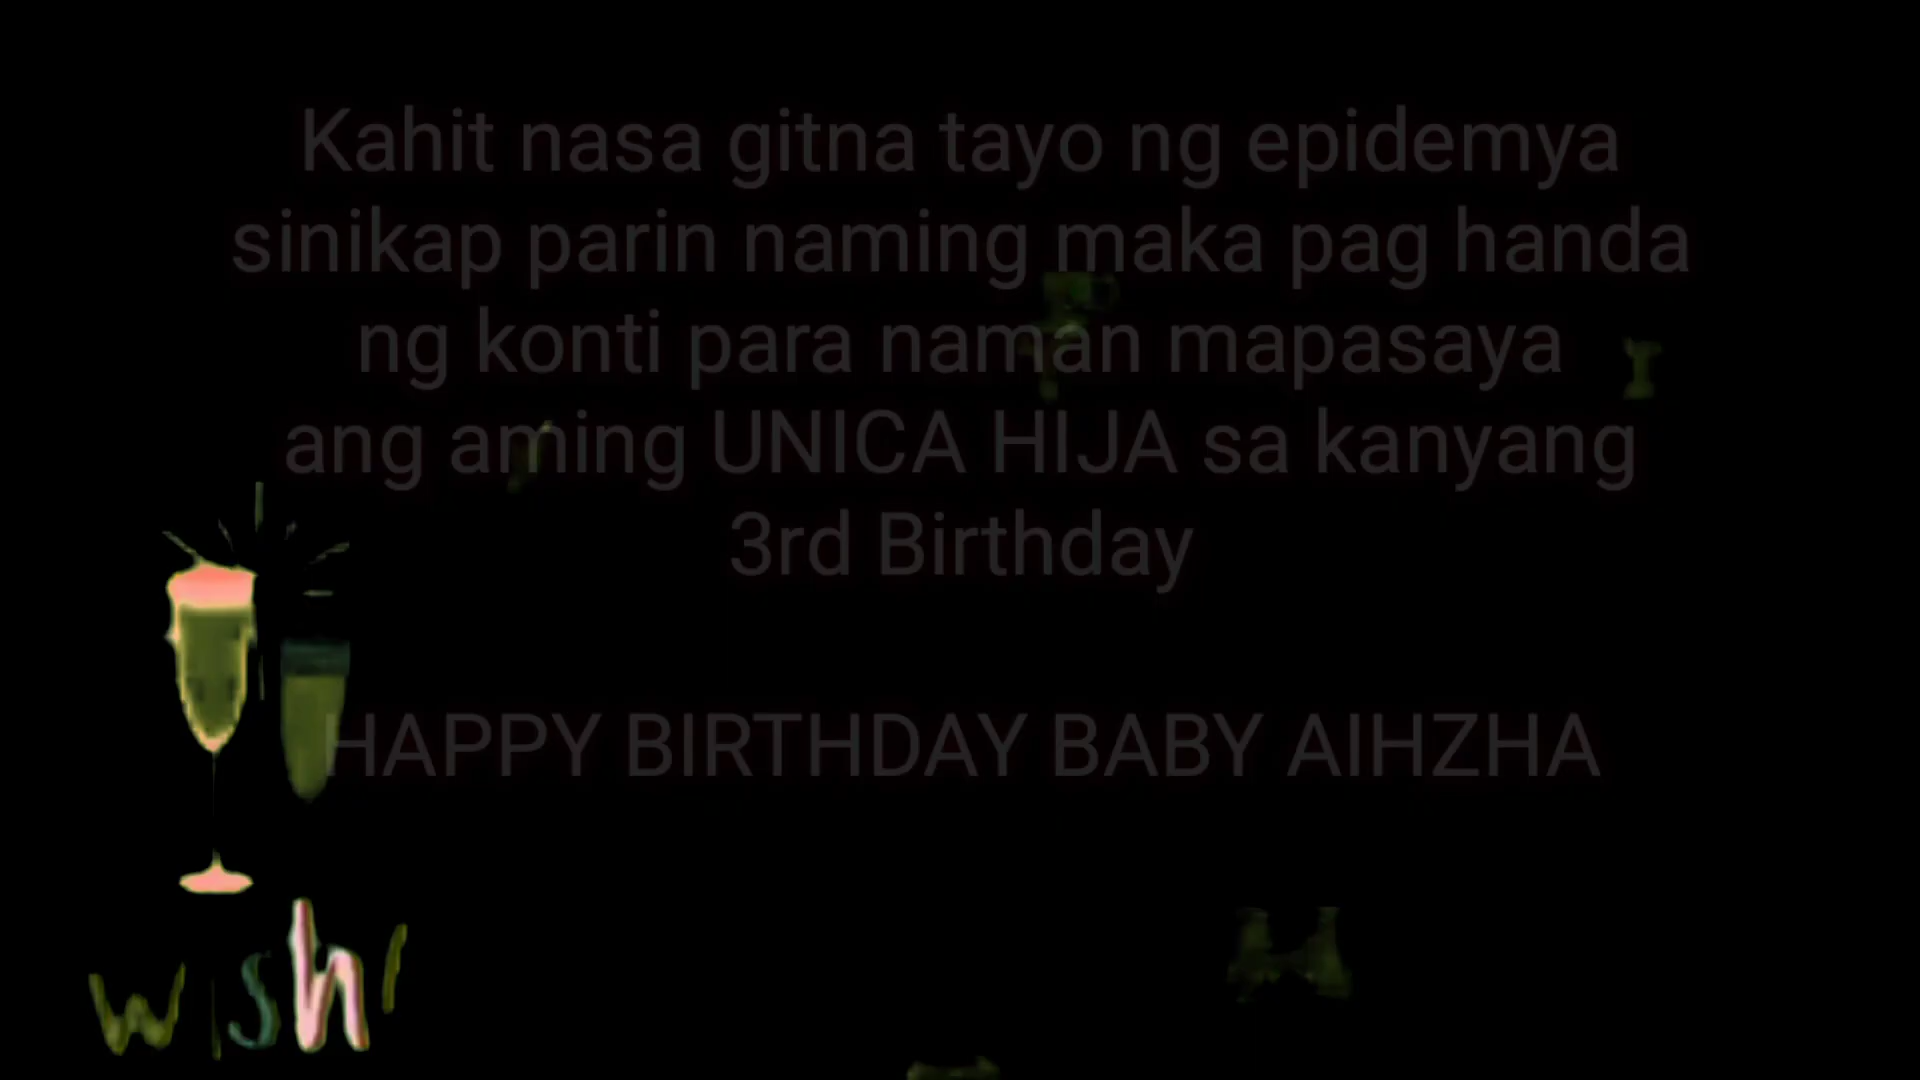 Kahit nasa gitna tayo ng epidemya
sinikap parin naming maka pag handa
ng konti para naman mapasaya
ang aming UNICA HIJA sa kanyang
3rd Birthday
HAPPY BIRTHDAY BABY AIHZHA
wish